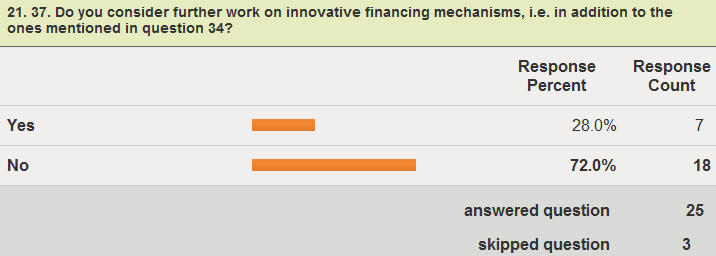 21. 37. Do you consider further work on innovative financing mechanisms, i.e. in addition to the
ones mentioned in question 34?
Response Percent
Response Count
Yes 28.0% 7
No 72.0% 18
answered question 25
skipped question 3